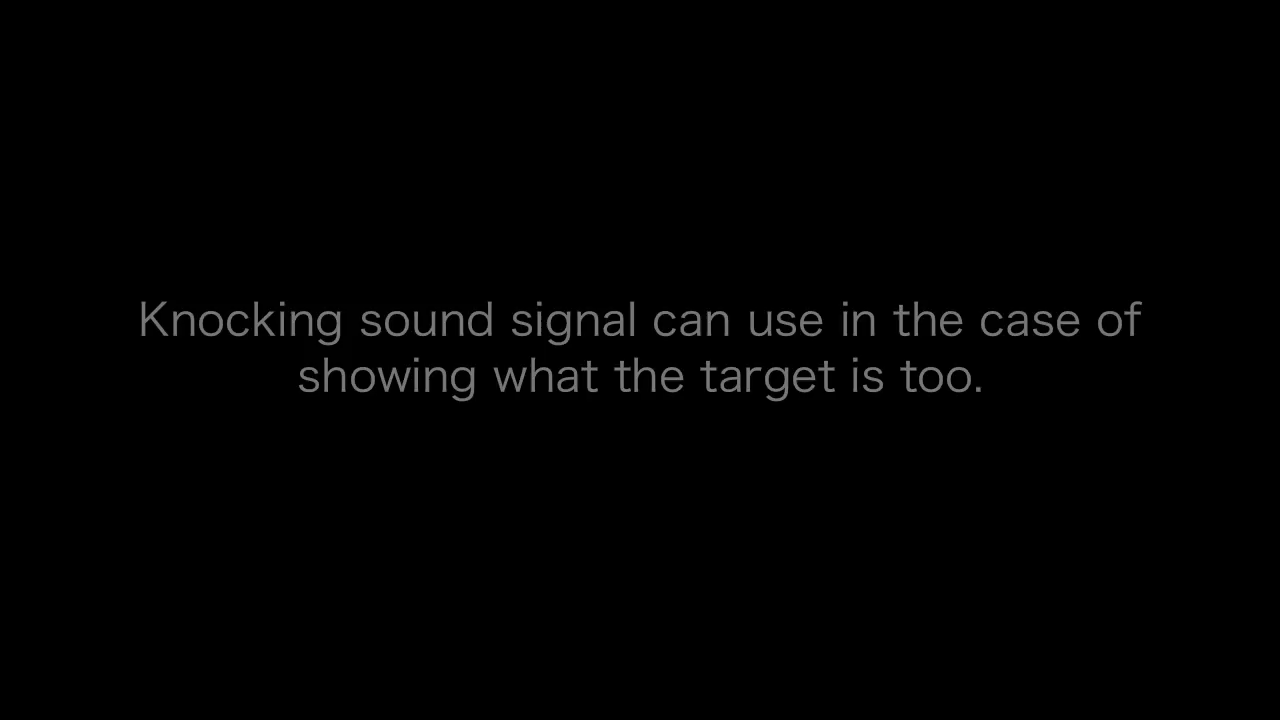 Knocking sound signal can use in the case of
showing what the target is too.